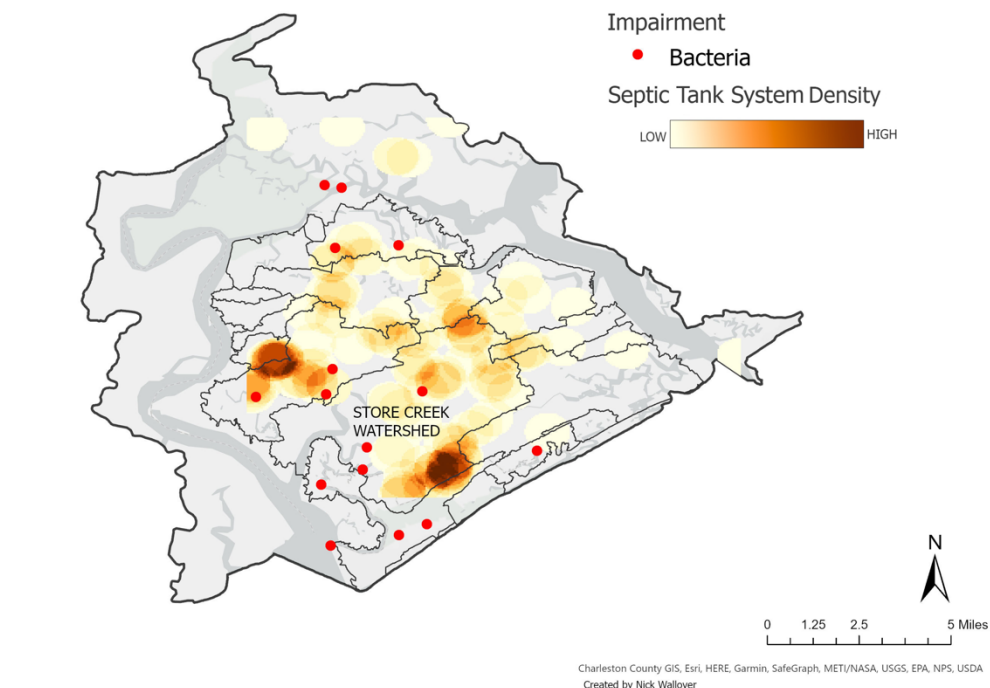 Impairment
Bacteria
Septic Tank System Density
LOW HIGH
STORE CREEK
WATERSHED
N
0 1.25 2.5 5 Miles
Charleston County GIS, Esri, HERE, Garmin, SafeGraph, METI/NASA, USGS, EPA, NPS, USDA
Created by Nick Wallover